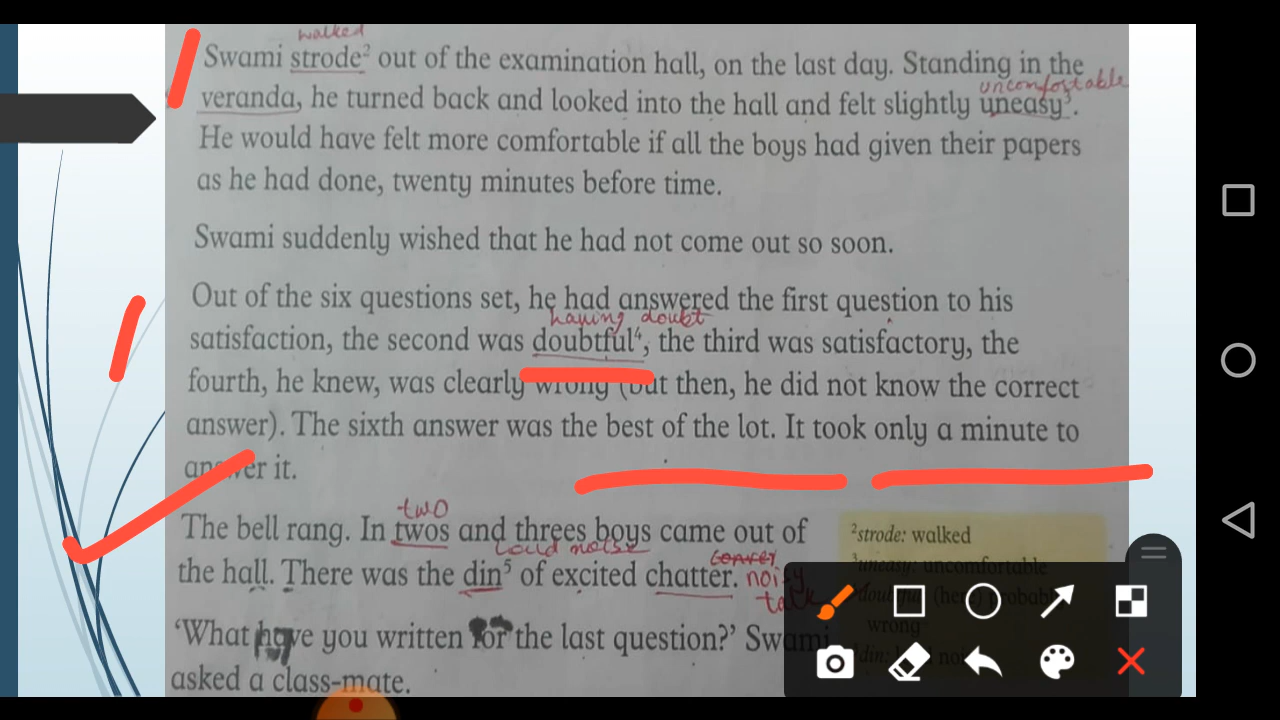 walked
Swami strode² out of the examination hall, on the last day. Standing in the
uncomfortable
veranda, he turned back and looked into the hall and felt slightly uneasy³.
He would have felt more comfortable if all the boys had given their papers
as he had done, twenty minutes before time.
Swami suddenly wished that he had not come out so soon.
Out of the six questions set, he had answered the first question to his
having doubt
satisfaction, the second was doubtful⁴, the third was satisfactory, the
fourth, he knew, was clearly wrong (but then, he did not know the correct
answer). The sixth answer was the best of the lot. It took only a minute to
answer it.
two
The bell rang. In twos and threes boys came out of
loud noise
the hall. There was the din⁵ of excited chatter. noisy
talk
‘What have you written for the last question?’ Swami
asked a class-mate.
²strode: walked
³uneasy: uncomfortable
wrong